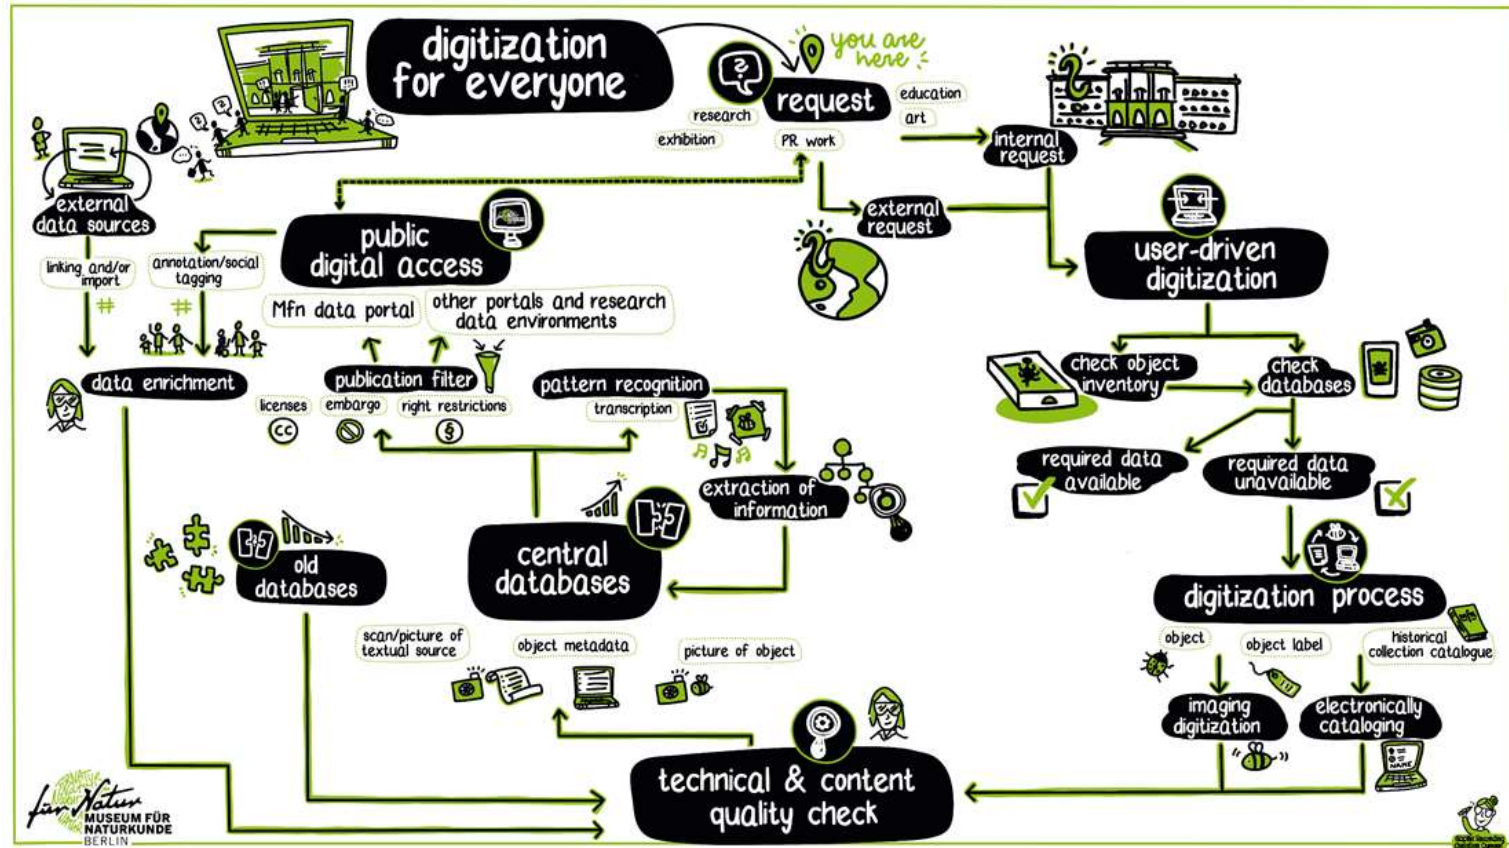 digitization
for everyone
you are
here
request
education
art
research
exhibition
PR work
internal
request
external
request
external
data sources
linking and/or
import
#
annotation/social
tagging
#
public
digital access
Mfn data portal
other portals and research
data environments
user-driven
digitization
check object
inventory
check
databases
data enrichment
publication filter
licenses
cc
embargo
right restrictions
§
pattern recognition
transcription
extraction of
information
required data
available
required data
unavailable
old
databases
central
databases
digitization process
object
object label
historical
collection catalogue
scan/picture of
textual source
object metadata
picture of object
imaging
digitization
electronically
cataloging
NAME
technical & content
quality check
für Natur
MUSEUM FÜR
NATURKUNDE
BERLIN